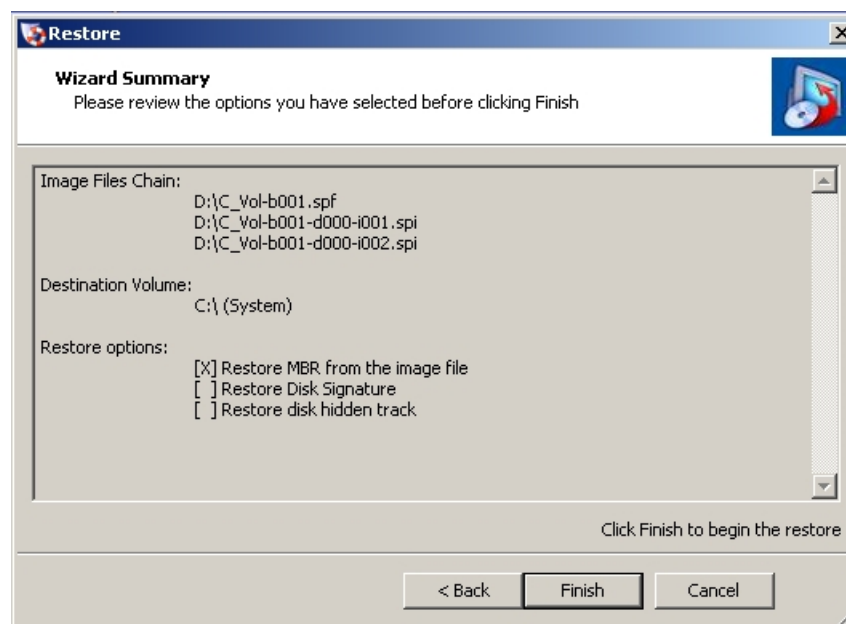 Restore
Wizard Summary
Please review the options you have selected before clicking Finish
Image Files Chain:
D:\C_Vol-b001.spf
D:\C_Vol-b001-d000-i001.spi
D:\C_Vol-b001-d000-i002.spi
Destination Volume:
C:\ (System)
Restore options:
[X] Restore MBR from the image file
[ ] Restore Disk Signature
[ ] Restore disk hidden track
Click Finish to begin the restore
< Back Finish Cancel